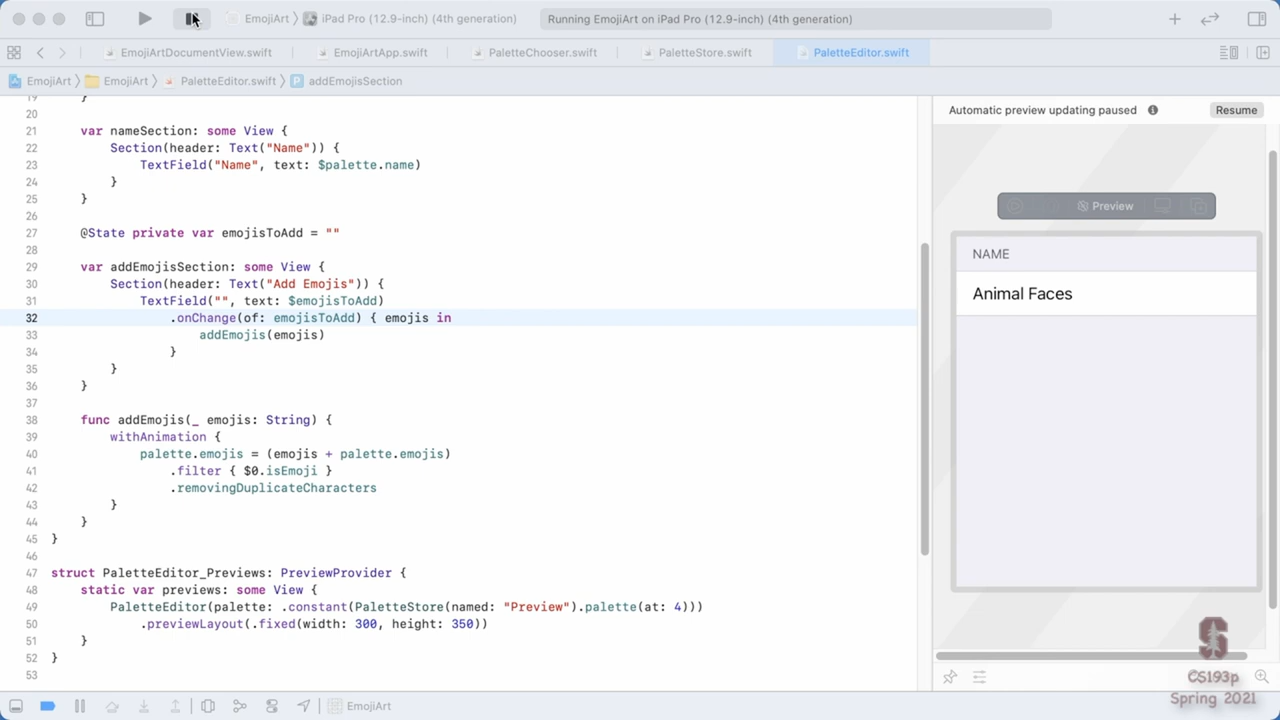 EmojiArt 〉 iPad Pro (12.9-inch) (4th generation)
Running EmojiArt on iPad Pro (12.9-inch) (4th generation)
EmojiArtDocumentView.swift
EmojiArtApp.swift
PaletteChooser.swift
PaletteStore.swift
PaletteEditor.swift
EmojiArt 〉 EmojiArt 〉 PaletteEditor.swift 〉 P addEmojisSection
19 }
20
21 var nameSection: some View {
22 Section(header: Text("Name")) {
23 TextField("Name", text: $palette.name)
24 }
25 }
26
27 @State private var emojisToAdd = ""
28
29 var addEmojisSection: some View {
30 Section(header: Text("Add Emojis")) {
31 TextField("", text: $emojisToAdd)
32 .onChange(of: emojisToAdd) { emojis in
33 addEmojis(emojis)
34 }
35 }
36 }
37
38 func addEmojis(_ emojis: String) {
39 withAnimation {
40 palette.emojis = (emojis + palette.emojis)
41 .filter { $0.isEmoji }
42 .removingDuplicateCharacters
43 }
44 }
45 }
46
47 struct PaletteEditor_Previews: PreviewProvider {
48 static var previews: some View {
49 PaletteEditor(palette: .constant(PaletteStore(named: "Preview").palette(at: 4)))
50 .previewLayout(.fixed(width: 300, height: 350))
51 }
52 }
53
Automatic preview updating paused
Resume
Preview
NAME
Animal Faces
S
CS193p
Spring 2021
EmojiArt